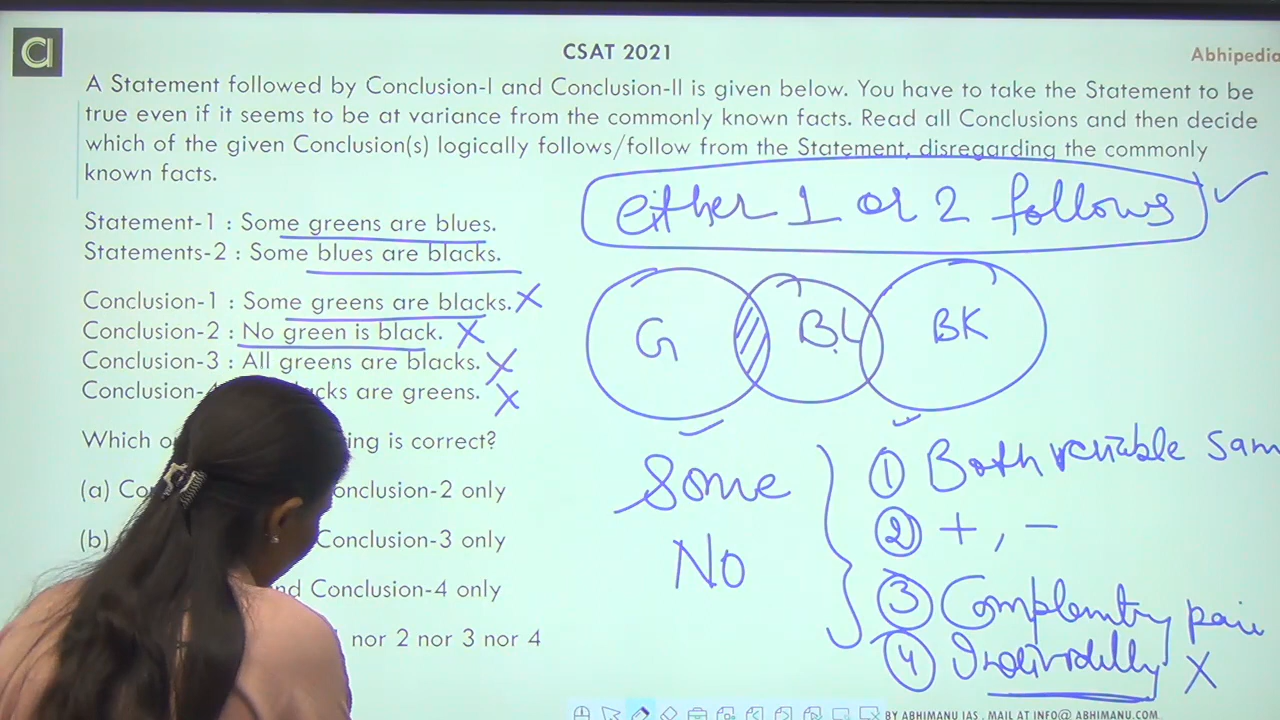 CSAT 2021
Abhipedia
A Statement followed by Conclusion-I and Conclusion-II is given below. You have to take the Statement to be
true even if it seems to be at variance from the commonly known facts. Read all Conclusions and then decide
which of the given Conclusion(s) logically follows/follow from the Statement, disregarding the commonly
known facts.
either 1 or 2 follows
Statement-1 : Some greens are blues.
Statements-2 : Some blues are blacks.
Conclusion-1 : Some greens are blacks. X
Conclusion-2 : No green is black. X
Conclusion-3 : All greens are blacks. X
Conclusion- cks are greens. X
G BL BK
Which o ing is correct?
(a) Co onclusion-2 only
(b) Conclusion-3 only
nd Conclusion-4 only
nor 2 nor 3 nor 4
Some
No
① Both veriable Sam
② +, -
③ pair
④ X
BY ABHIMANU IAS . MAIL AT INFO@ ABHIMANU.COM